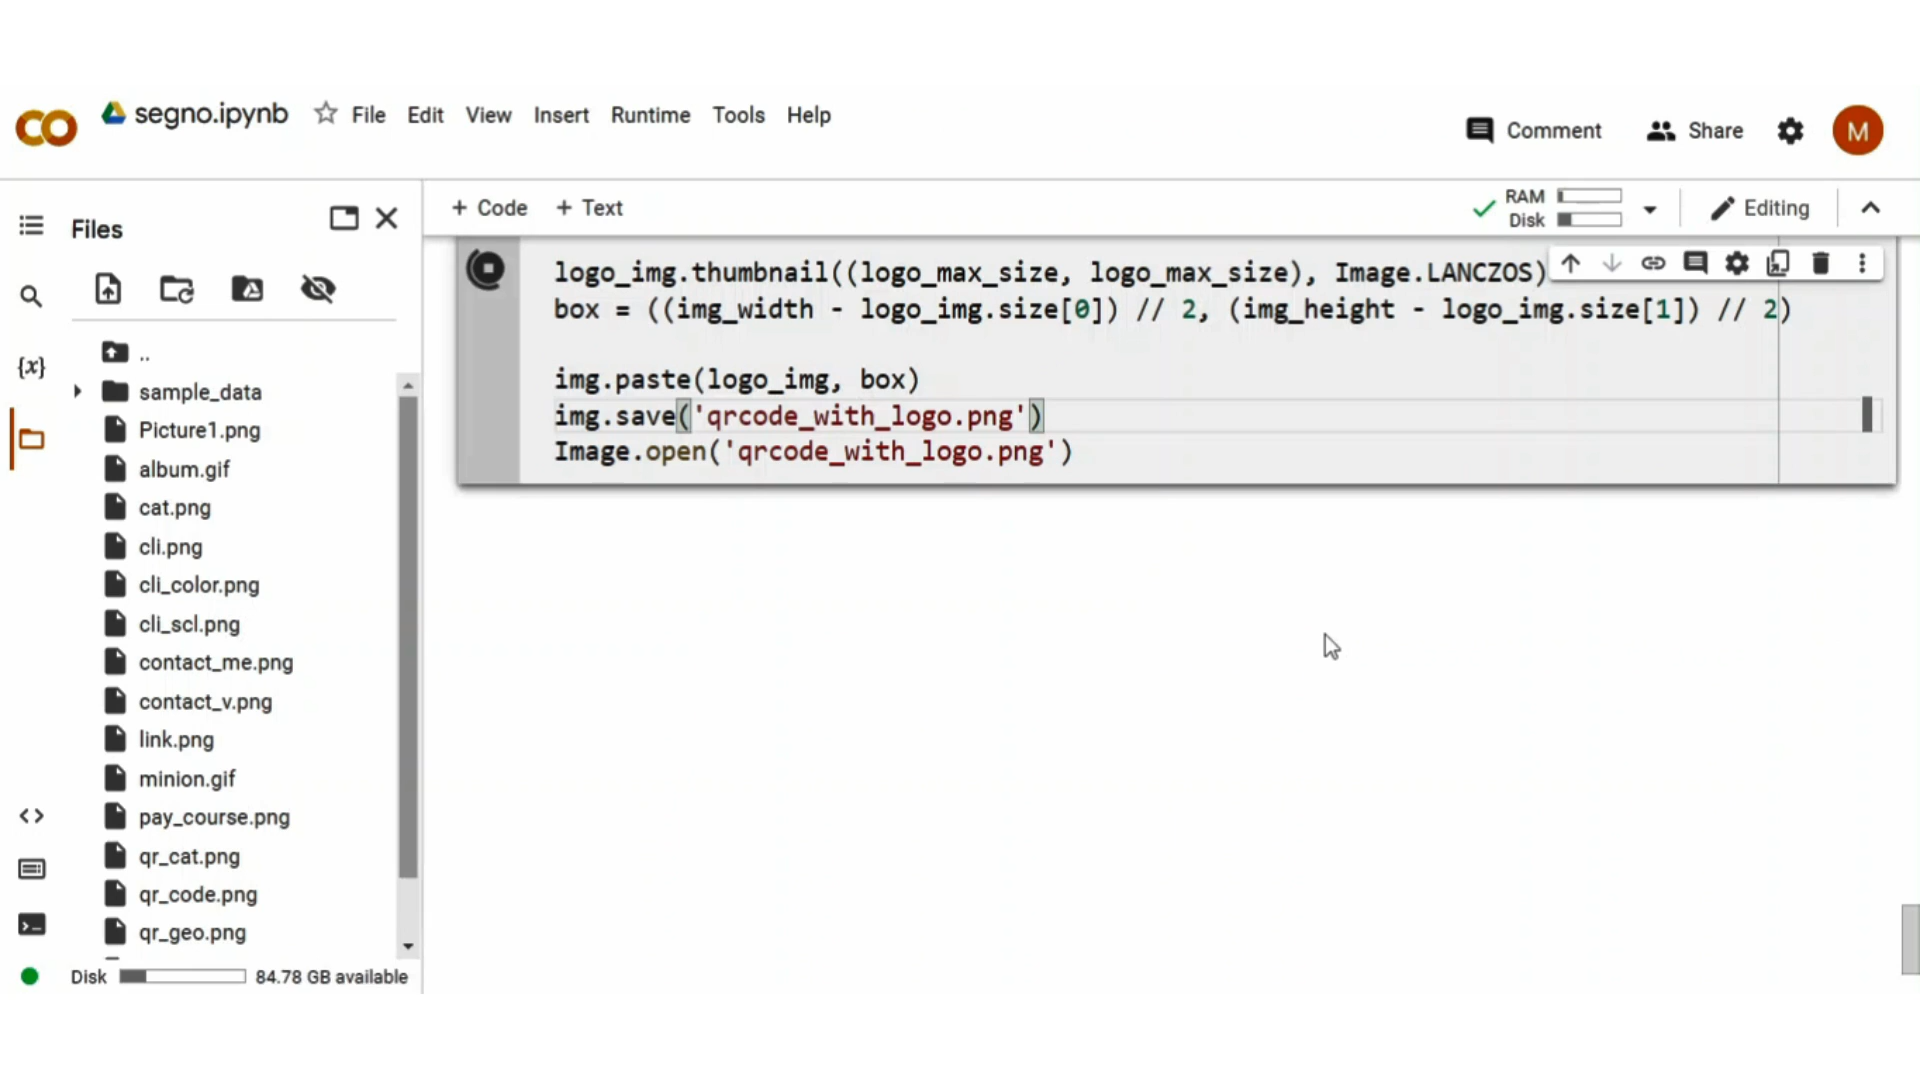 segno.ipynb File Edit View Insert Runtime Tools Help
Comment Share M
Files
+ Code + Text
RAM
Disk
Editing
logo_img.thumbnail((logo_max_size, logo_max_size), Image.LANCZOS)
box = ((img_width - logo_img.size[0]) // 2, (img_height - logo_img.size[1]) // 2)
img.paste(logo_img, box)
img.save('qrcode_with_logo.png')
Image.open('qrcode_with_logo.png')
{x}
..
sample_data
Picture1.png
album.gif
cat.png
cli.png
cli_color.png
cli_scl.png
contact_me.png
contact_v.png
link.png
minion.gif
pay_course.png
qr_cat.png
qr_code.png
qr_geo.png
Disk 84.78 GB available